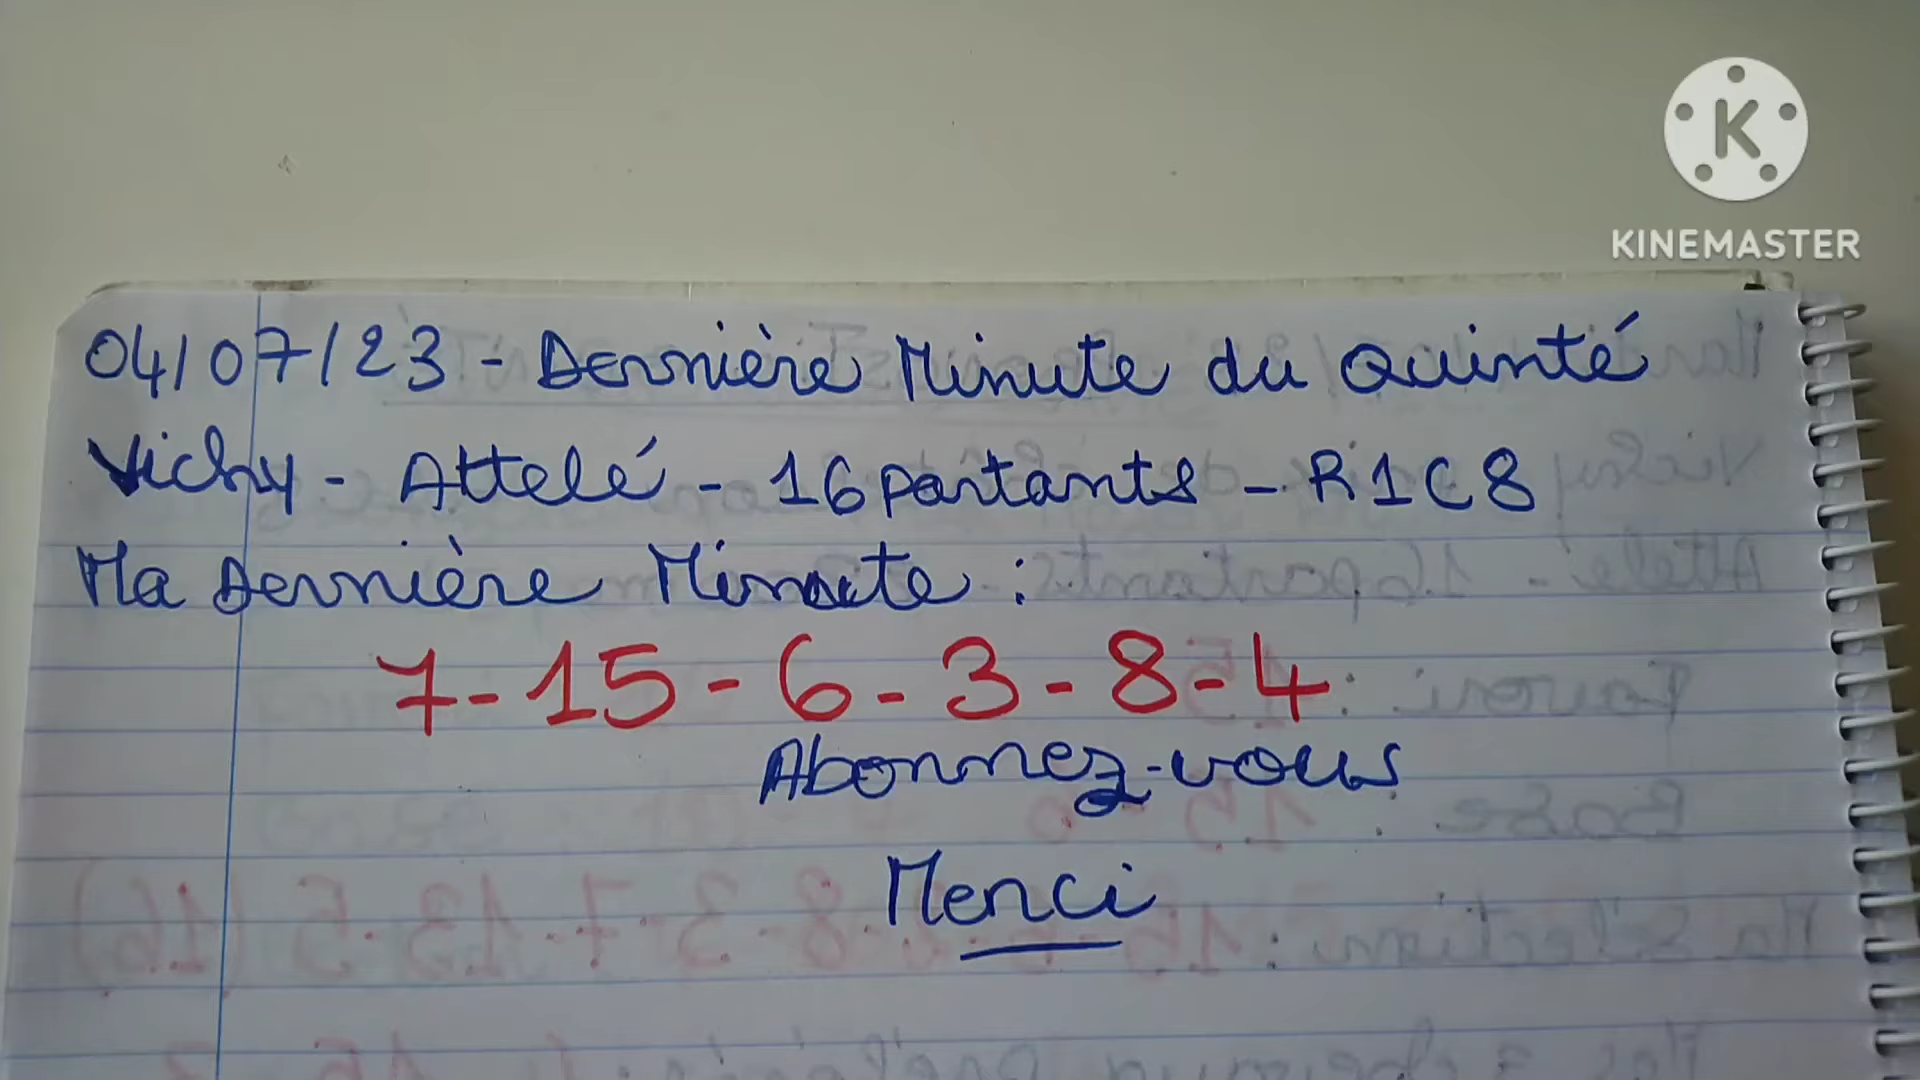 KINEMASTER
04/07/23 - Dernière Minute du Quinté
Vichy - Attelé - 16 partants - R1C8
Ma Dernière Minute :
7-15-6-3-8-4
Abonnez-vous
Merci